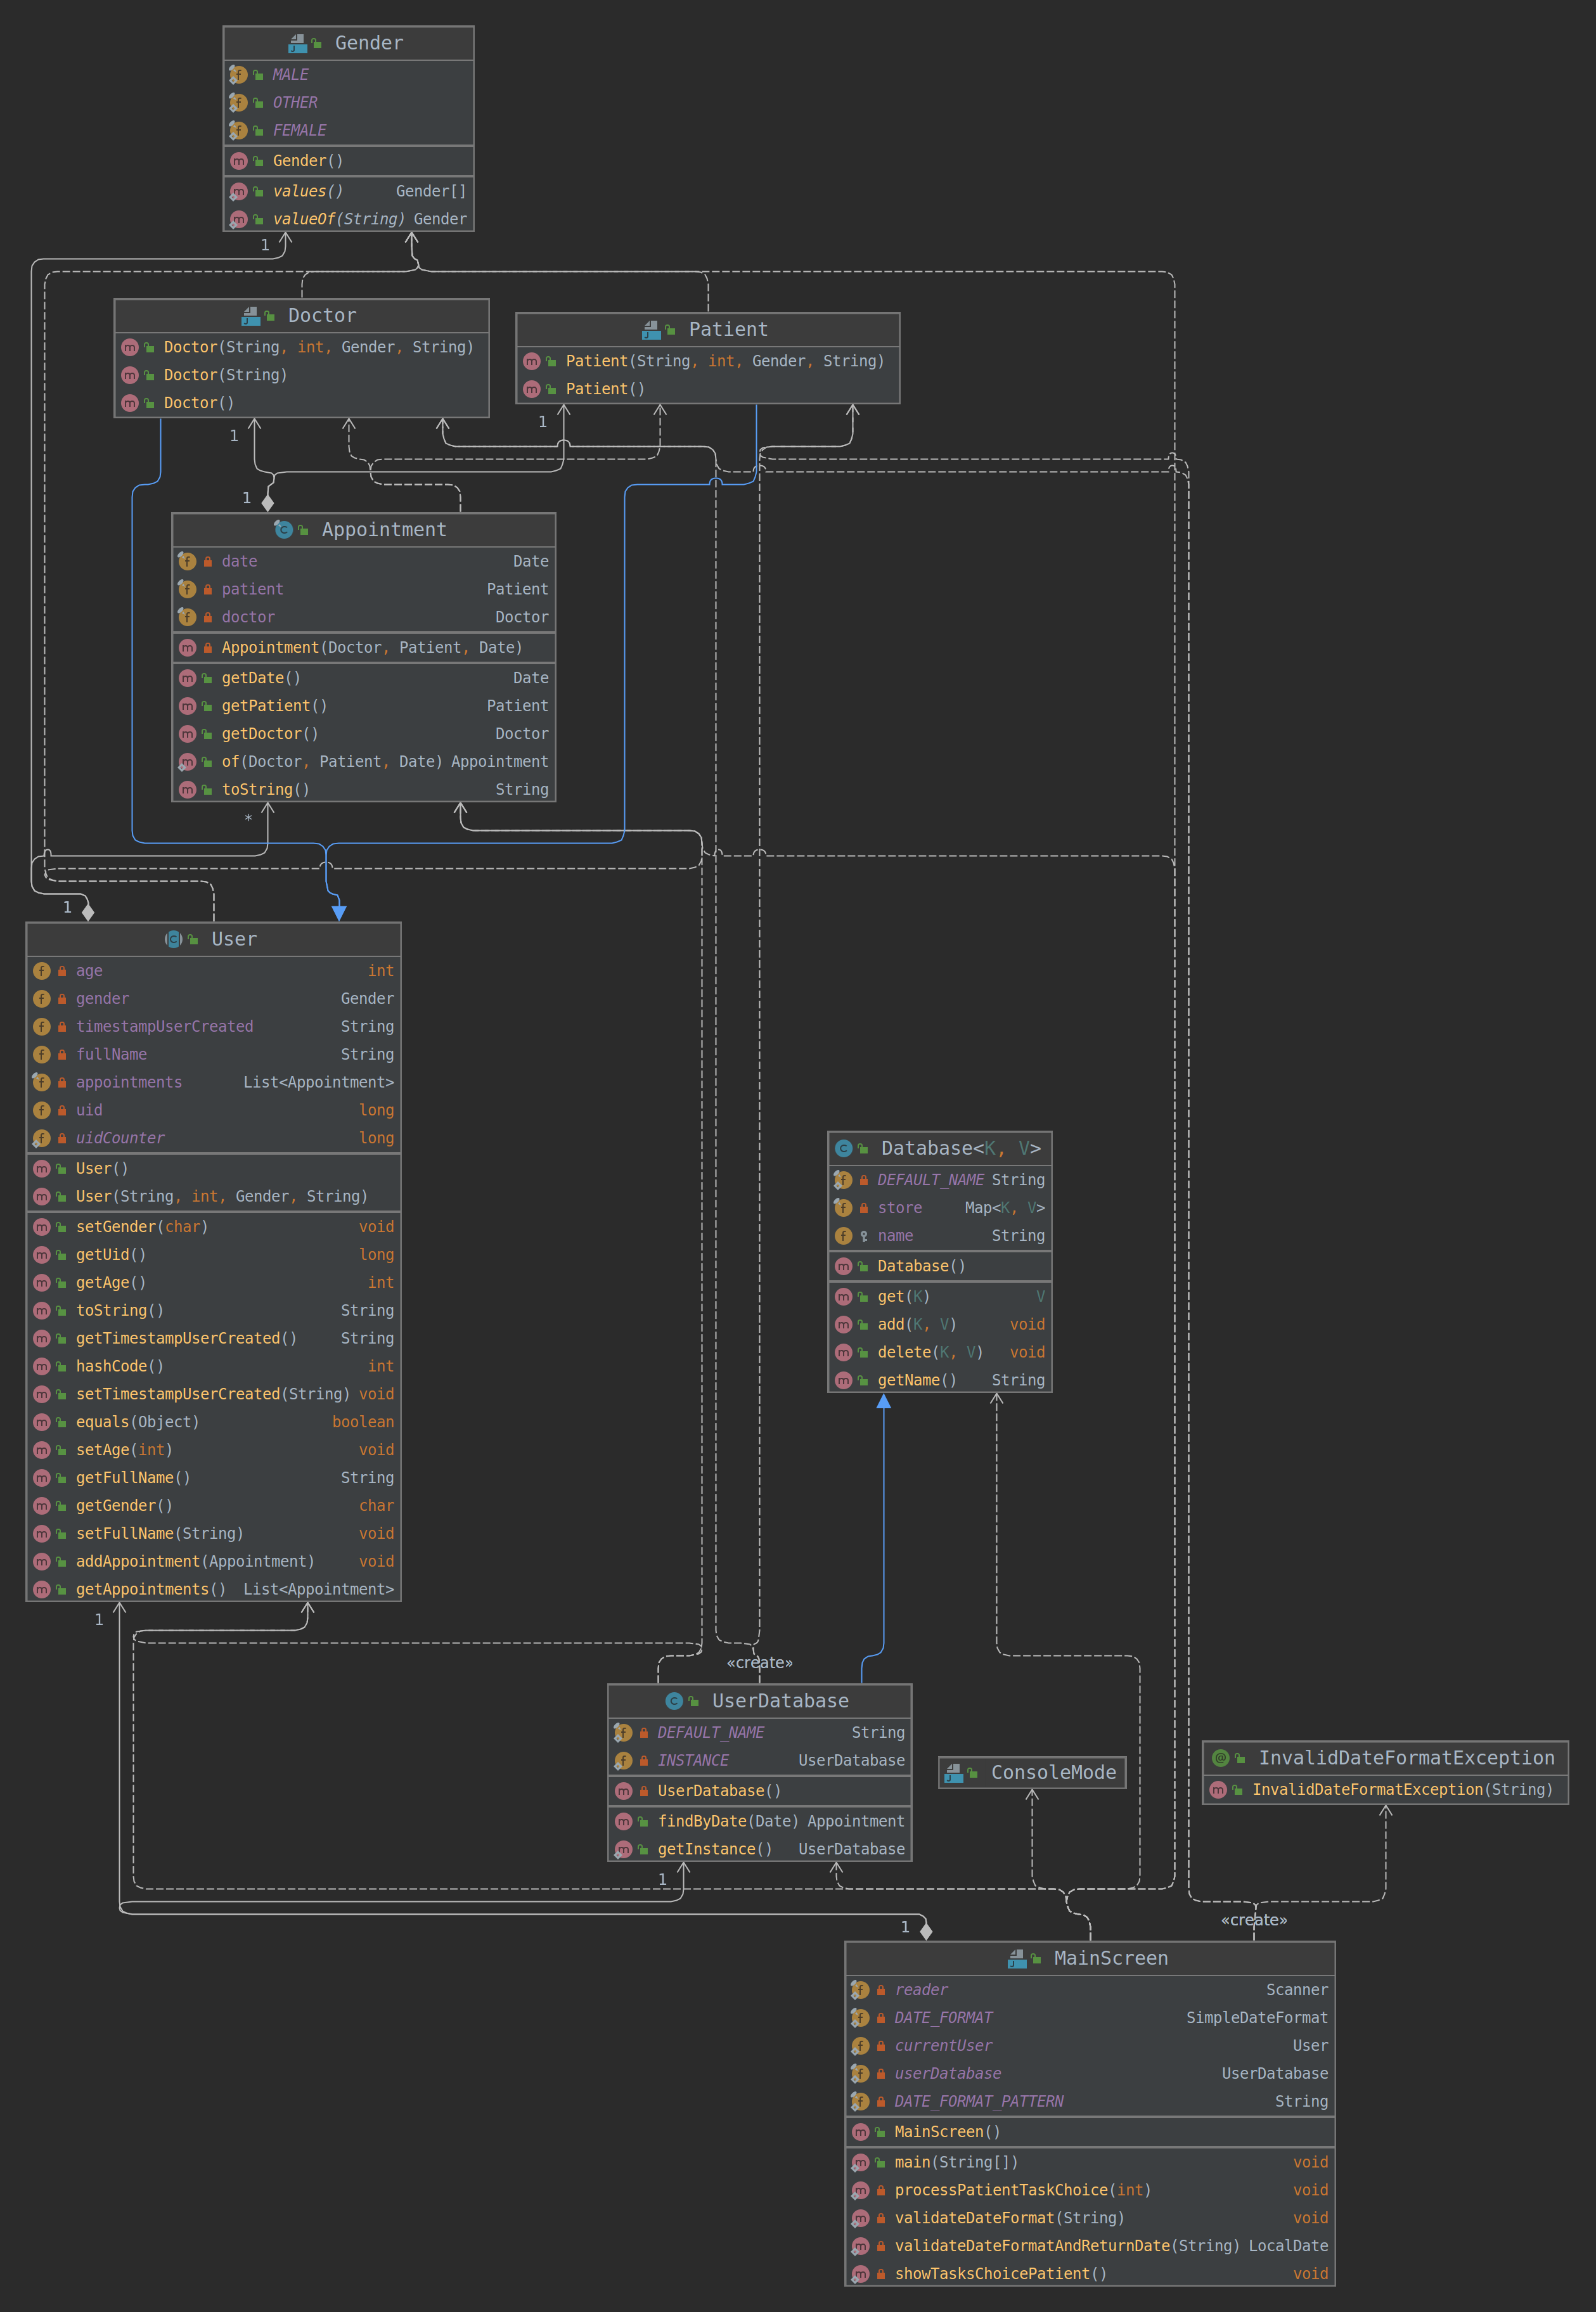 Gender
MALE
OTHER
FEMALE
Gender()
values() Gender[]
valueOf(String) Gender
1
Doctor
Doctor(String, int, Gender, String)
Doctor(String)
Doctor()
Patient
Patient(String, int, Gender, String)
Patient()
1
1
1
Appointment
date Date
patient Patient
doctor Doctor
Appointment(Doctor, Patient, Date)
getDate() Date
getPatient() Patient
getDoctor() Doctor
of(Doctor, Patient, Date) Appointment
toString() String
*
1
User
age int
gender Gender
timestampUserCreated String
fullName String
appointments List<Appointment>
uid long
uidCounter long
User()
User(String, int, Gender, String)
setGender(char) void
getUid() long
getAge() int
toString() String
getTimestampUserCreated() String
hashCode() int
setTimestampUserCreated(String) void
equals(Object) boolean
setAge(int) void
getFullName() String
getGender() char
setFullName(String) void
addAppointment(Appointment) void
getAppointments() List<Appointment>
1
Database<K, V>
DEFAULT_NAME String
store Map<K, V>
name String
Database()
get(K) V
add(K, V) void
delete(K, V) void
getName() String
«create»
UserDatabase
DEFAULT_NAME String
INSTANCE UserDatabase
UserDatabase()
findByDate(Date) Appointment
getInstance() UserDatabase
1
ConsoleMode
InvalidDateFormatException
InvalidDateFormatException(String)
«create»
1
MainScreen
reader Scanner
DATE_FORMAT SimpleDateFormat
currentUser User
userDatabase UserDatabase
DATE_FORMAT_PATTERN String
MainScreen()
main(String[]) void
processPatientTaskChoice(int) void
validateDateFormat(String) void
validateDateFormatAndReturnDate(String) LocalDate
showTasksChoicePatient() void